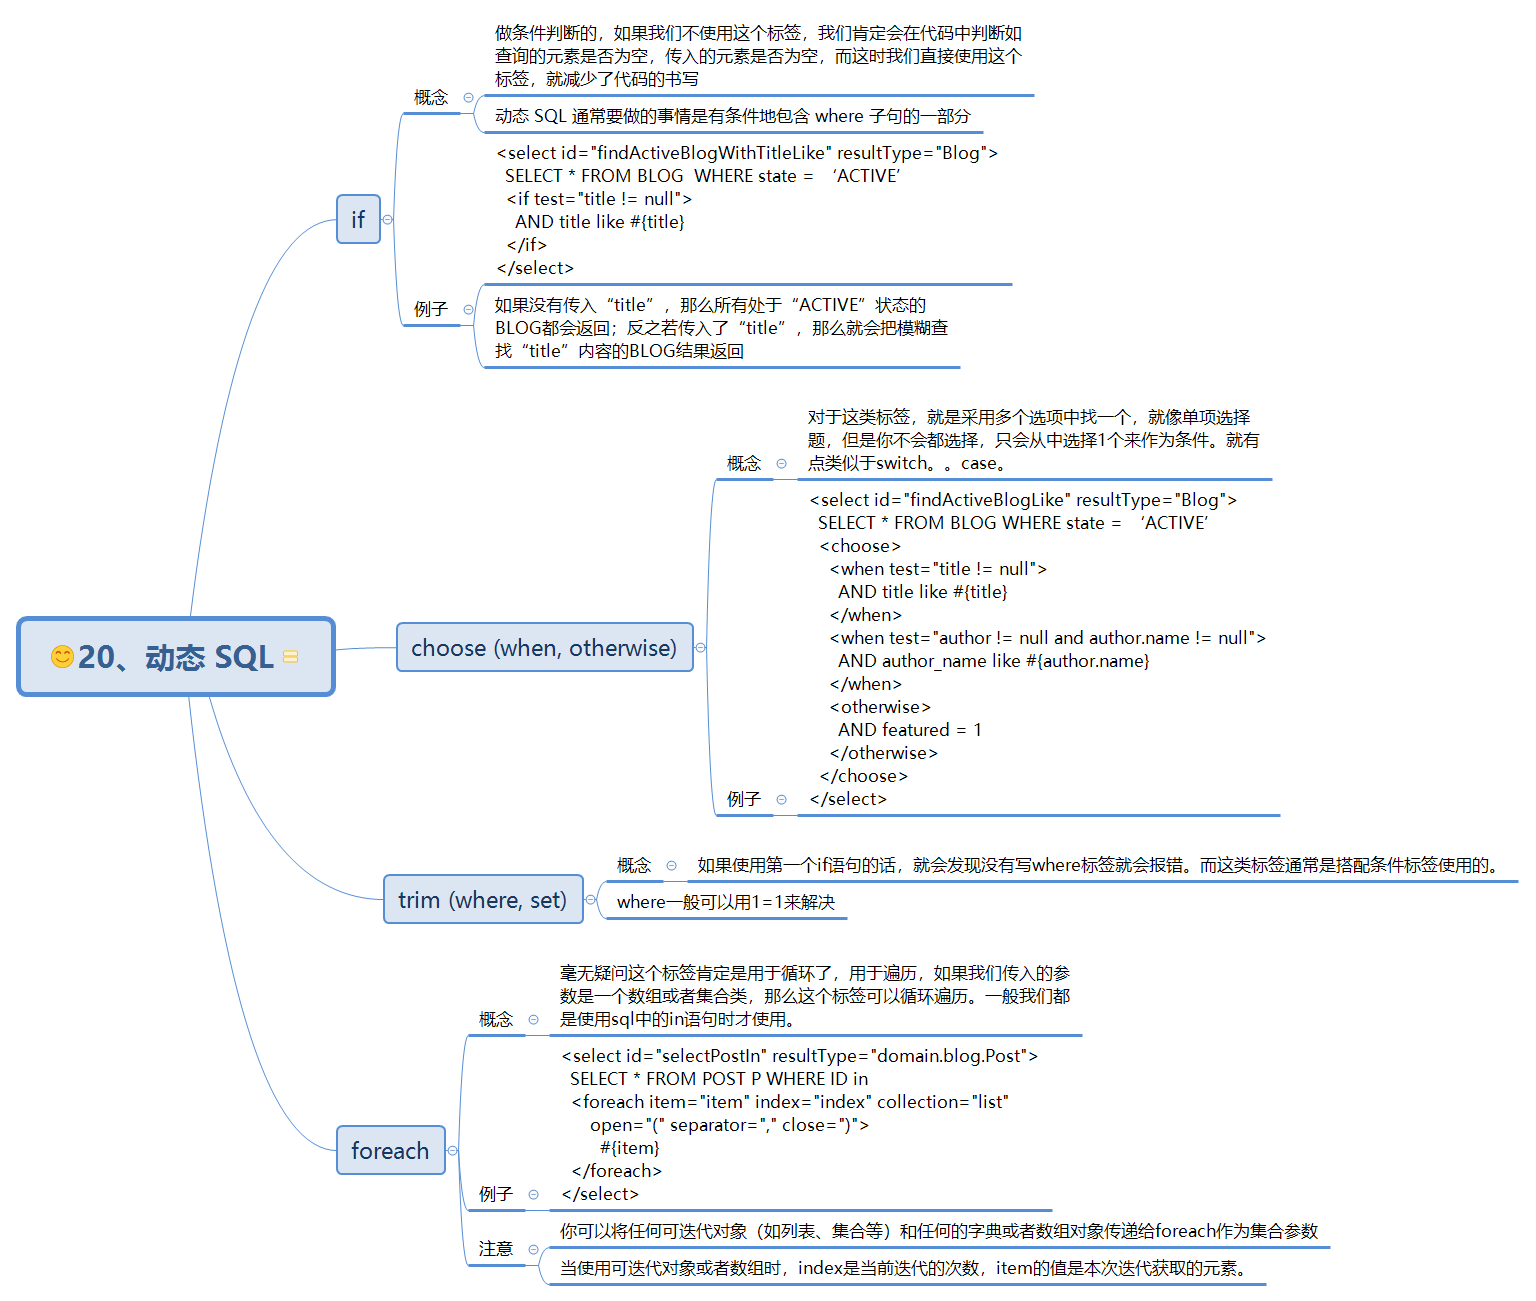 做条件判断的，如果我们不使用这个标签，我们肯定会在代码中判断如
查询的元素是否为空，传入的元素是否为空，而这时我们直接使用这个
标签，就减少了代码的书写
概念
动态 SQL 通常要做的事情是有条件地包含 where 子句的一部分
<select id="findActiveBlogWithTitleLike" resultType="Blog">
SELECT * FROM BLOG  WHERE state = ‘ACTIVE’
<if test="title != null">
AND title like #{title}
</if>
</select>
if
例子
如果没有传入“title”，那么所有处于“ACTIVE”状态的
BLOG都会返回；反之若传入了“title”，那么就会把模糊查
找“title”内容的BLOG结果返回
对于这类标签，就是采用多个选项中找一个，就像单项选择
题，但是你不会都选择，只会从中选择1个来作为条件。就有
点类似于switch。。case。
概念
<select id="findActiveBlogLike" resultType="Blog">
SELECT * FROM BLOG WHERE state = ‘ACTIVE’
<choose>
<when test="title != null">
AND title like #{title}
</when>
<when test="author != null and author.name != null">
AND author_name like #{author.name}
</when>
<otherwise>
AND featured = 1
</otherwise>
</choose>
</select>
例子
choose (when, otherwise)
😊20、动态 SQL
概念
如果使用第一个if语句的话，就会发现没有写where标签就会报错。而这类标签通常是搭配条件标签使用的。
trim (where, set)
where一般可以用1=1来解决
毫无疑问这个标签肯定是用于循环了，用于遍历，如果我们传入的参
数是一个数组或者集合类，那么这个标签可以循环遍历。一般我们都
是使用sql中的in语句时才使用。
概念
<select id="selectPostIn" resultType="domain.blog.Post">
SELECT * FROM POST P WHERE ID in
<foreach item="item" index="index" collection="list"
open="(" separator="," close=")">
#{item}
</foreach>
</select>
foreach
例子
你可以将任何可迭代对象（如列表、集合等）和任何的字典或者数组对象传递给foreach作为集合参数
注意
当使用可迭代对象或者数组时，index是当前迭代的次数，item的值是本次迭代获取的元素。